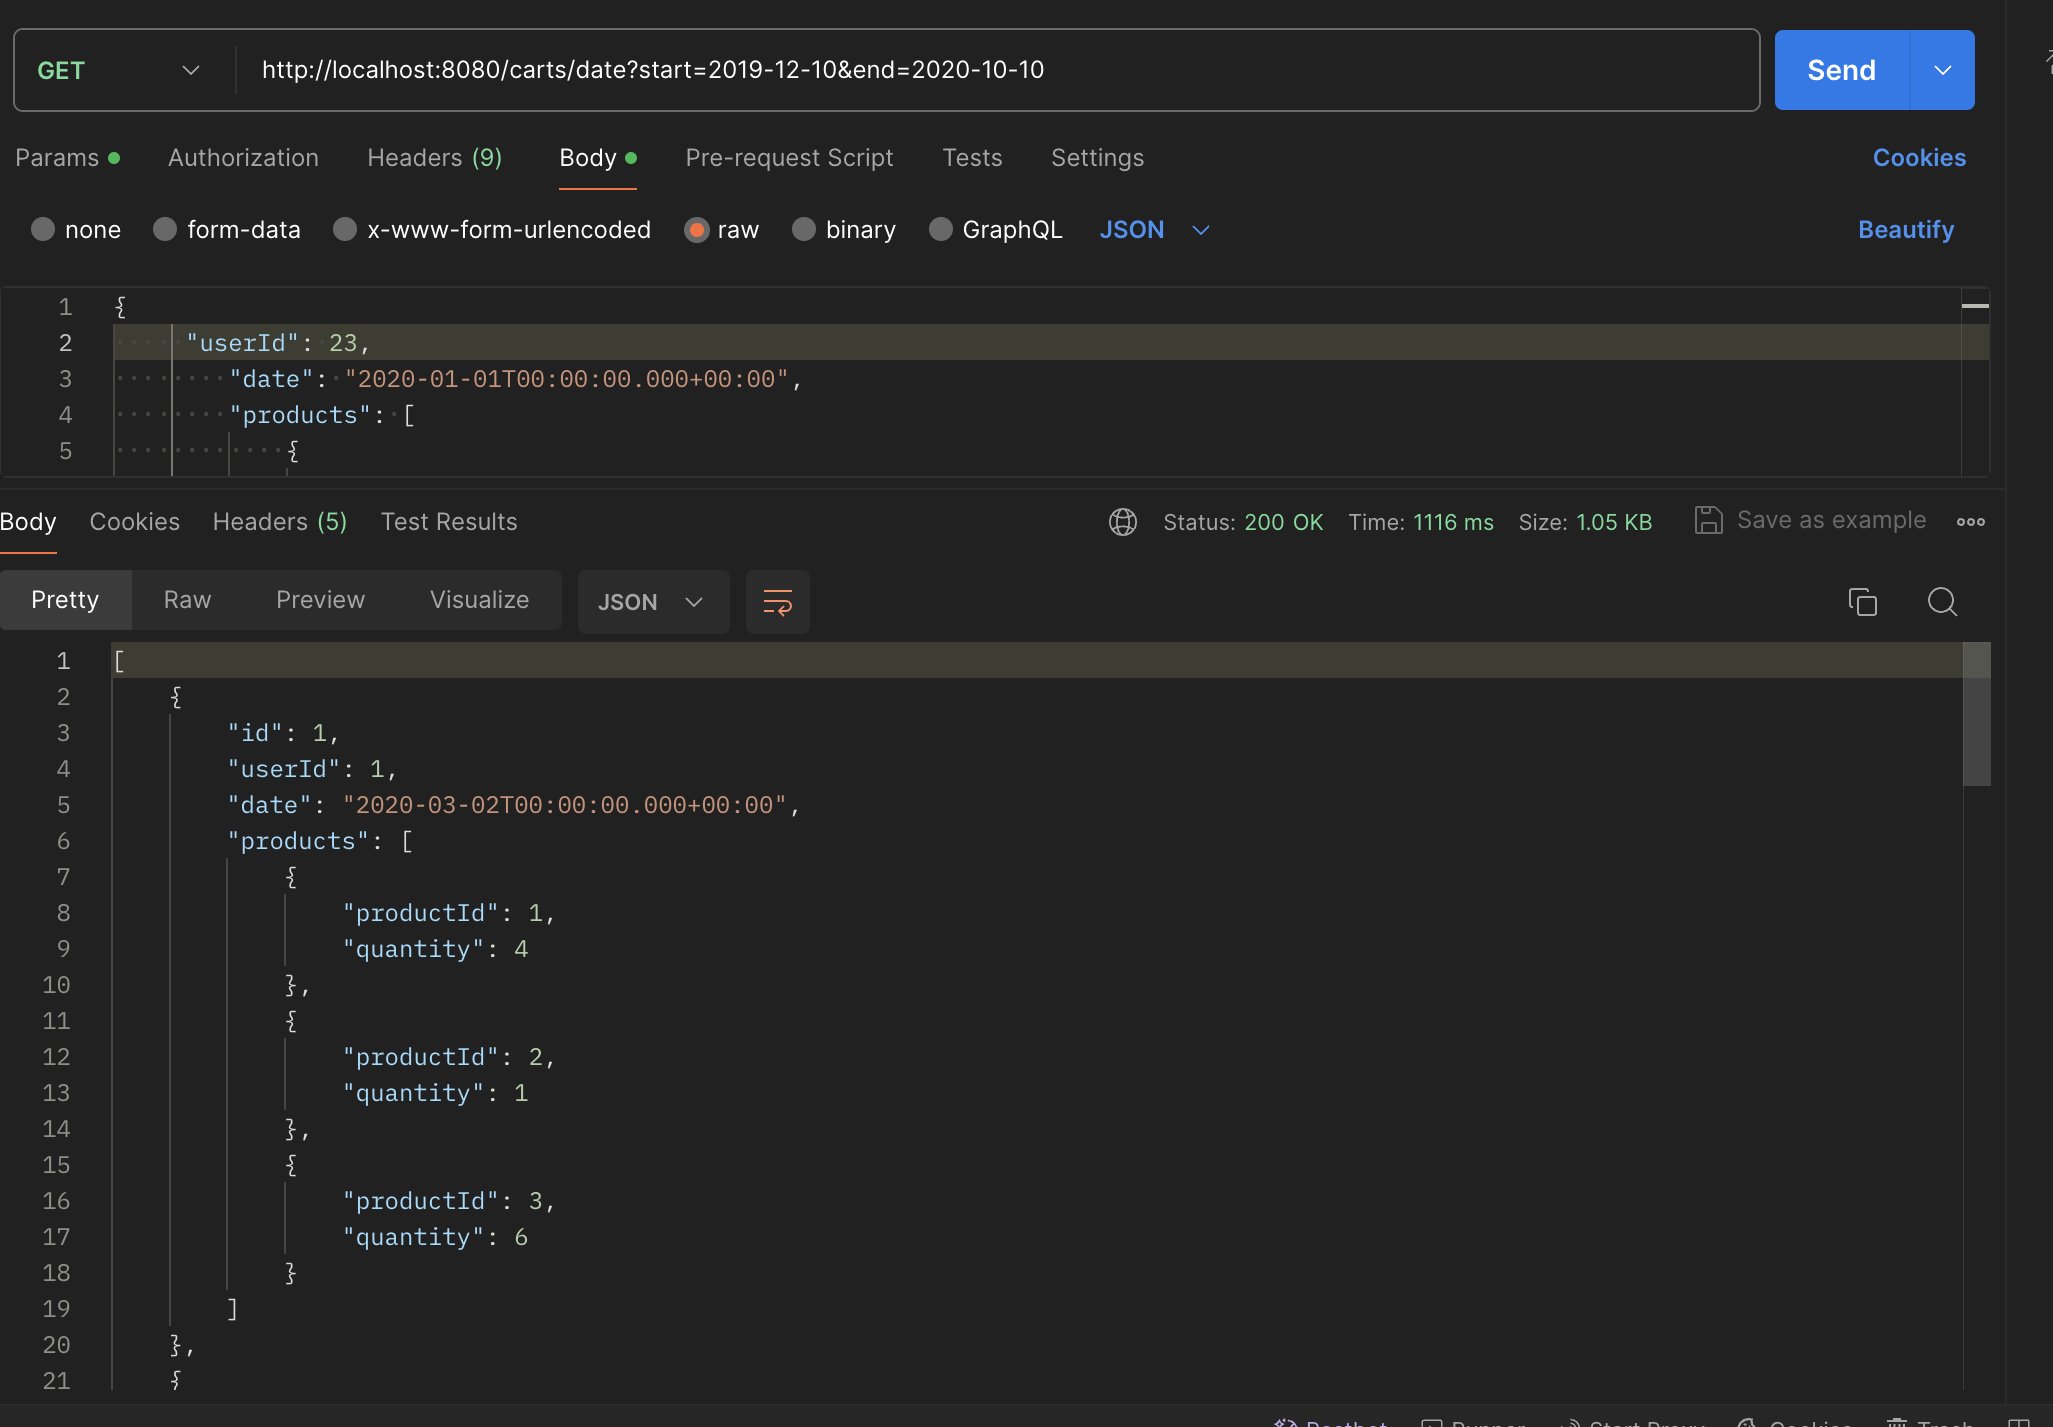 GET http://localhost:8080/carts/date?start=2019-12-10&end=2020-10-10 Send
Params Authorization Headers (9) Body Pre-request Script Tests Settings Cookies
none form-data x-www-form-urlencoded raw binary GraphQL JSON Beautify
1 {
2 "userId": 23,
3 "date": "2020-01-01T00:00:00.000+00:00",
4 "products": [
5 {
Body Cookies Headers (5) Test Results Status: 200 OK Time: 1116 ms Size: 1.05 KB Save as example
Pretty Raw Preview Visualize JSON
1 [
2 {
3 "id": 1,
4 "userId": 1,
5 "date": "2020-03-02T00:00:00.000+00:00",
6 "products": [
7 {
8 "productId": 1,
9 "quantity": 4
10 },
11 {
12 "productId": 2,
13 "quantity": 1
14 },
15 {
16 "productId": 3,
17 "quantity": 6
18 }
19 ]
20 },
21 {
Postbot Runner Start Proxy Cookies Trash